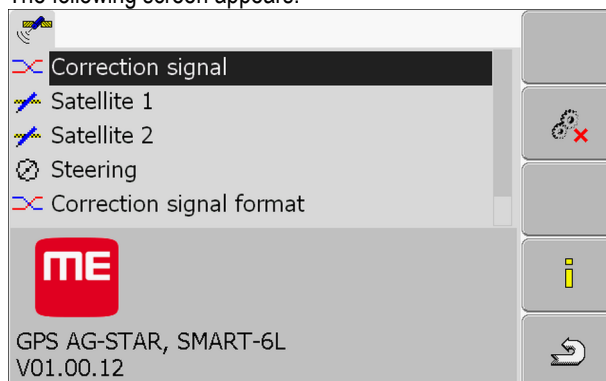 The following screen appears:
Correction signal
Satellite 1
Satellite 2
Steering
Correction signal format
ME
i
GPS AG-STAR, SMART-6L
V01.00.12